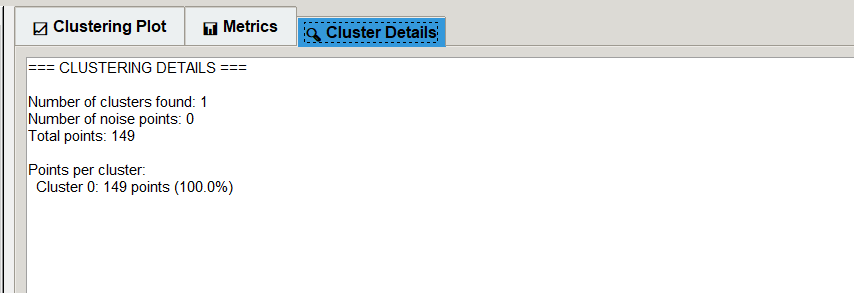 Clustering Plot
Metrics
Cluster Details
=== CLUSTERING DETAILS ===
Number of clusters found: 1
Number of noise points: 0
Total points: 149
Points per cluster:
Cluster 0: 149 points (100.0%)